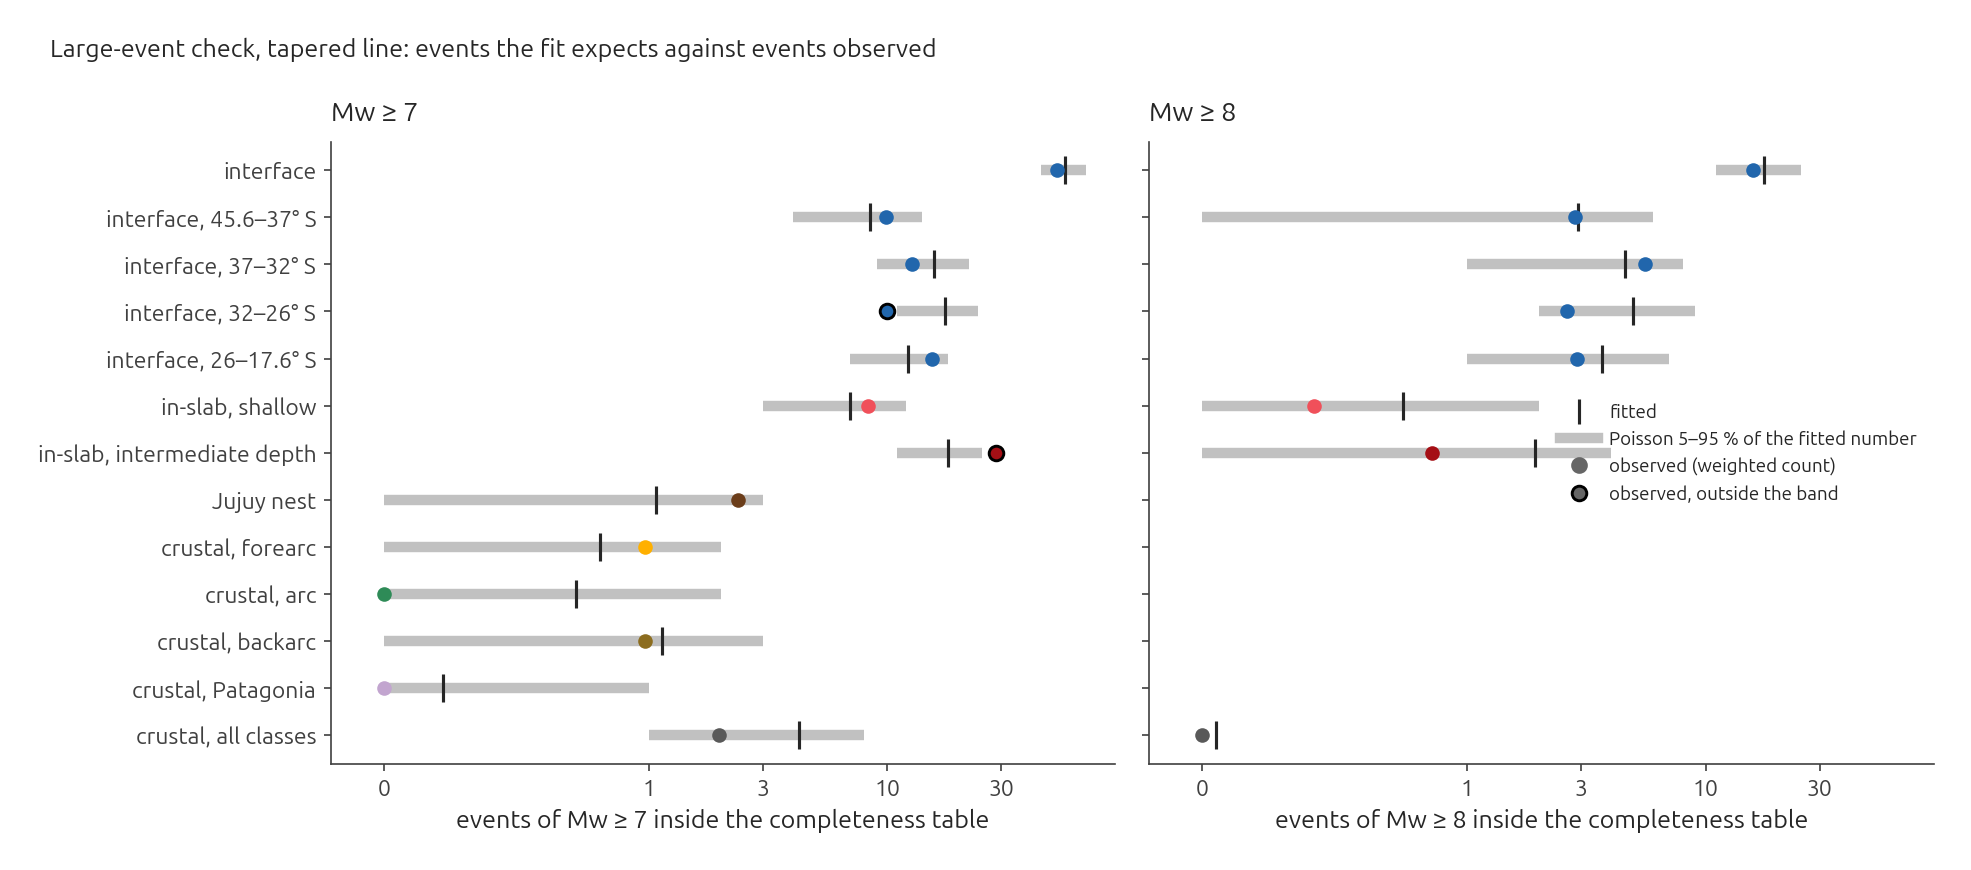 Large-event check, tapered line: events the fit expects against events observed
Mw ≥ 7
Mw ≥ 8
interface
interface, 45.6–37° S
interface, 37–32° S
interface, 32–26° S
interface, 26–17.6° S
in-slab, shallow
in-slab, intermediate depth
Jujuy nest
crustal, forearc
crustal, arc
crustal, backarc
crustal, Patagonia
crustal, all classes
fitted
Poisson 5–95 % of the fitted number
observed (weighted count)
observed, outside the band
0 1 3 10 30
0 1 3 10 30
events of Mw ≥ 7 inside the completeness table
events of Mw ≥ 8 inside the completeness table